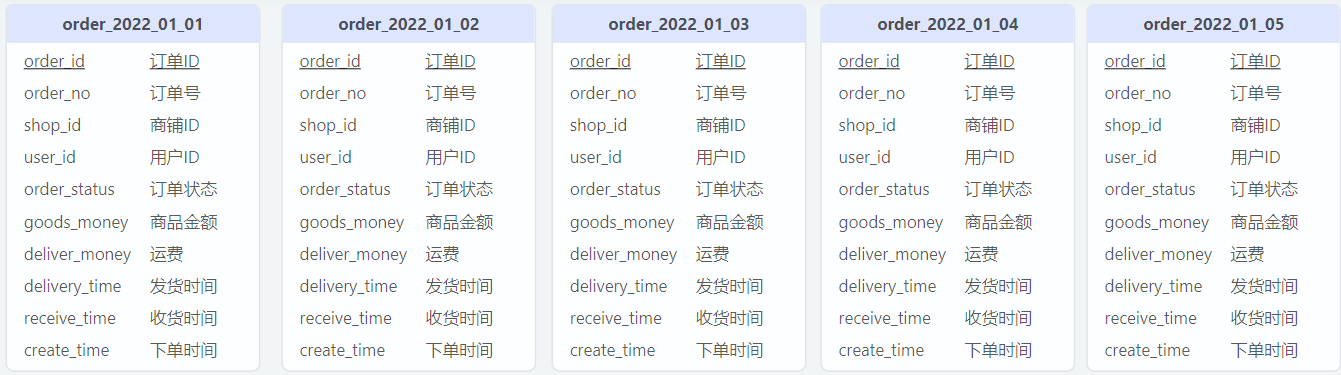 order_2022_01_01
order_id 订单ID
order_no 订单号
shop_id 商铺ID
user_id 用户ID
order_status 订单状态
goods_money 商品金额
deliver_money 运费
delivery_time 发货时间
receive_time 收货时间
create_time 下单时间
order_2022_01_02
order_id 订单ID
order_no 订单号
shop_id 商铺ID
user_id 用户ID
order_status 订单状态
goods_money 商品金额
deliver_money 运费
delivery_time 发货时间
receive_time 收货时间
create_time 下单时间
order_2022_01_03
order_id 订单ID
order_no 订单号
shop_id 商铺ID
user_id 用户ID
order_status 订单状态
goods_money 商品金额
deliver_money 运费
delivery_time 发货时间
receive_time 收货时间
create_time 下单时间
order_2022_01_04
order_id 订单ID
order_no 订单号
shop_id 商铺ID
user_id 用户ID
order_status 订单状态
goods_money 商品金额
deliver_money 运费
delivery_time 发货时间
receive_time 收货时间
create_time 下单时间
order_2022_01_05
order_id 订单ID
order_no 订单号
shop_id 商铺ID
user_id 用户ID
order_status 订单状态
goods_money 商品金额
deliver_money 运费
delivery_time 发货时间
receive_time 收货时间
create_time 下单时间